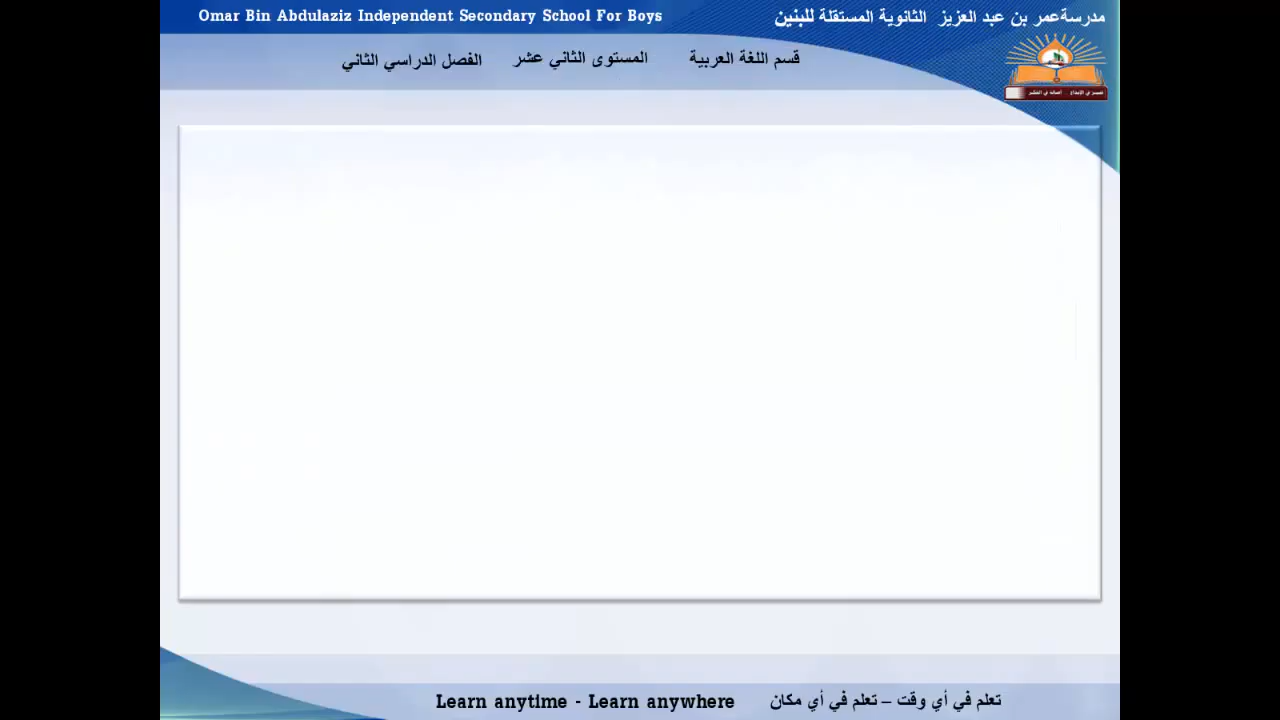 Omar Bin Abdulaziz Independent Secondary School For Boys
مدرسةعمر بن عبد العزيز الثانوية المستقلة للبنين
قسم اللغة العربية
المستوى الثاني عشر
الفصل الدراسي الثاني
Learn anytime - Learn anywhere
تعلم في أي وقت – تعلم في أي مكان